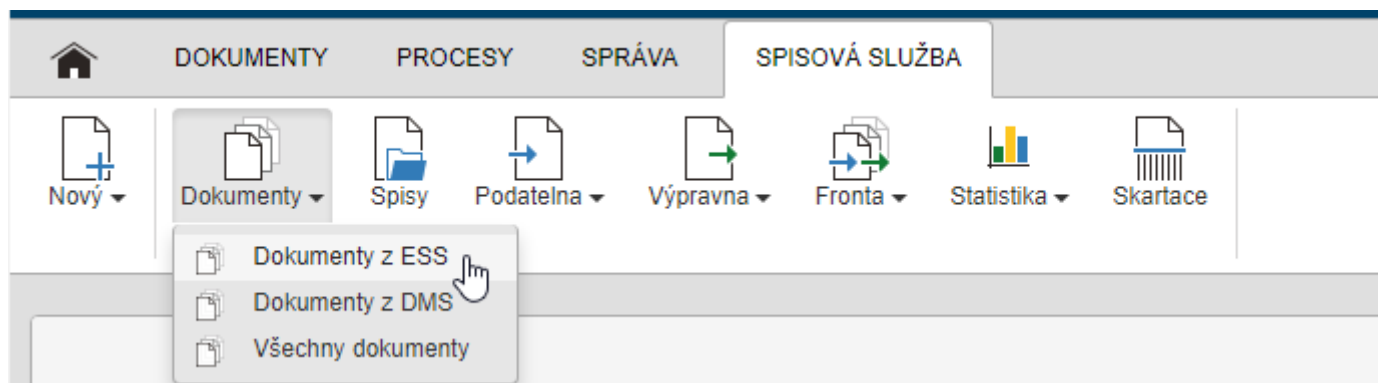 DOKUMENTY PROCESY SPRÁVA SPISOVÁ SLUŽBA
Nový Dokumenty Spisy Podatelna Výpravna Fronta Statistika Skartace
Dokumenty z ESS
Dokumenty z DMS
Všechny dokumenty